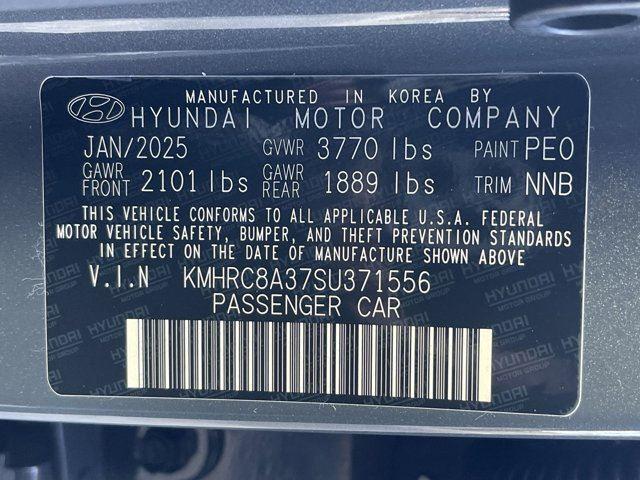 MANUFACTURED IN KOREA BY
HYUNDAI MOTOR COMPANY
JAN/2025 GVWR 3770 lbs PAINT PEO
GAWR FRONT 2101 lbs GAWR REAR 1889 lbs TRIM NNB
THIS VEHICLE CONFORMS TO ALL APPLICABLE U.S.A. FEDERAL
MOTOR VEHICLE SAFETY, BUMPER, AND THEFT PREVENTION STANDARDS
IN EFFECT ON THE DATE OF MANUFACTURE SHOWN ABOVE
V.I.N KMHRC8A37SU371556
PASSENGER CAR